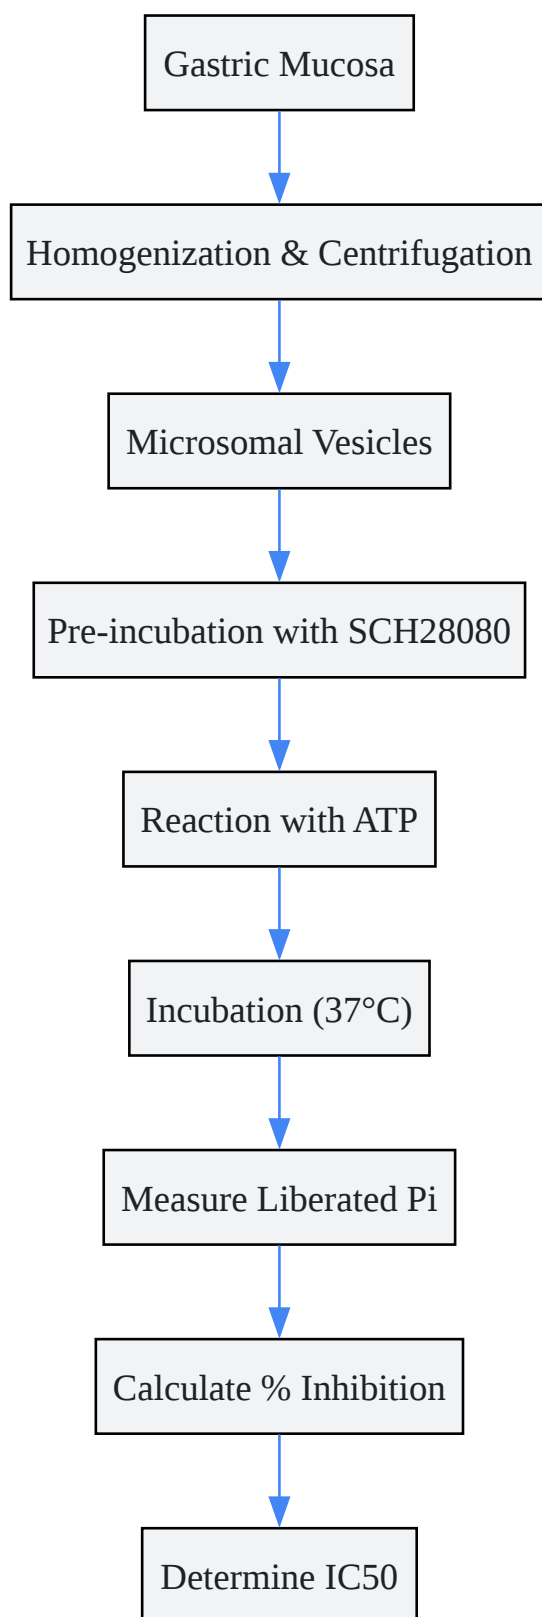 Gastric Mucosa
Homogenization & Centrifugation
Microsomal Vesicles
Pre-incubation with SCH28080
Reaction with ATP
Incubation (37°C)
Measure Liberated Pi
Calculate % Inhibition
Determine IC50